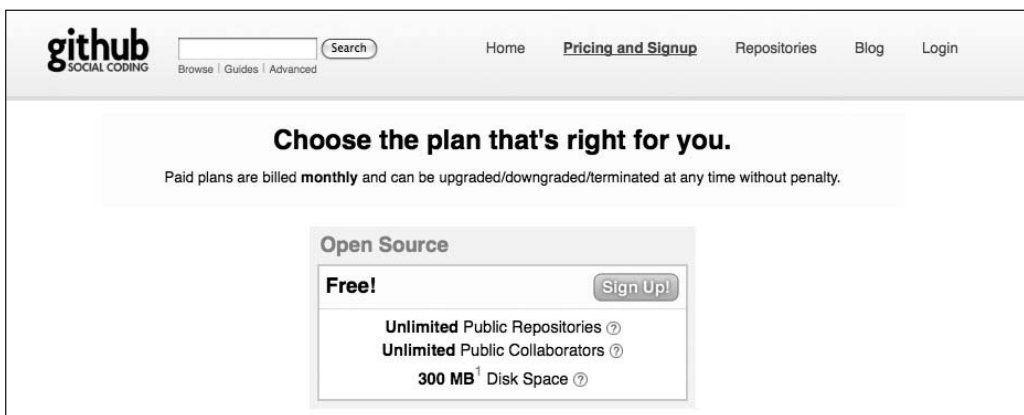 github
SOCIAL CODING
Search
Browse | Guides | Advanced
Home Pricing and Signup Repositories Blog Login
Choose the plan that's right for you.
Paid plans are billed monthly and can be upgraded/downgraded/terminated at any time without penalty.
Open Source
Free! Sign Up!
Unlimited Public Repositories ?
Unlimited Public Collaborators ?
300 MB¹ Disk Space ?